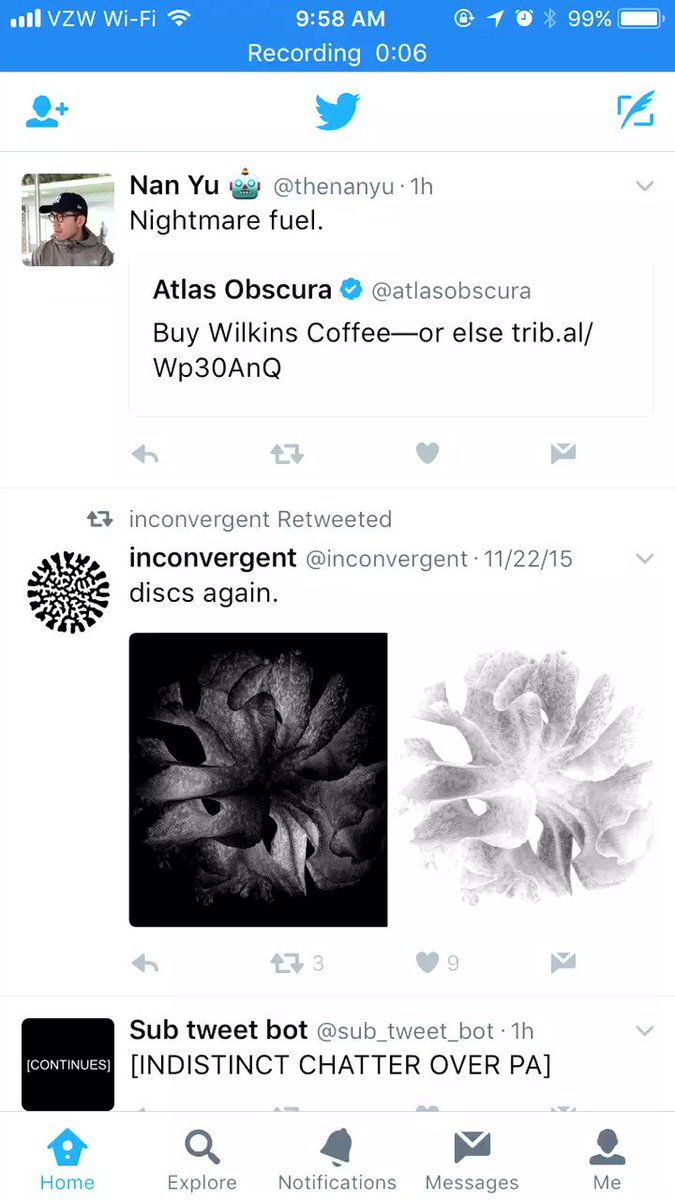 VZW Wi-Fi 9:58 AM 99%
Recording 0:06
Nan Yu 🤖 @thenanyu · 1h
Nightmare fuel.
Atlas Obscura @atlasobscura
Buy Wilkins Coffee—or else trib.al/
Wp30AnQ
inconvergent Retweeted
inconvergent @inconvergent · 11/22/15
discs again.
3 9
Sub tweet bot @sub_tweet_bot · 1h
[CONTINUES] [INDISTINCT CHATTER OVER PA]
Home Explore Notifications Messages Me